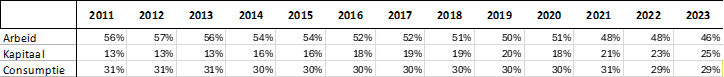 2011 2012 2013 2014 2015 2016 2017 2018 2019 2020 2021 2022 2023
Arbeid 56% 57% 56% 54% 54% 52% 52% 51% 50% 51% 48% 48% 46%
Kapitaal 13% 13% 13% 16% 16% 18% 19% 19% 20% 18% 21% 23% 25%
Consumptie 31% 31% 31% 30% 30% 30% 30% 30% 30% 30% 31% 29% 29%